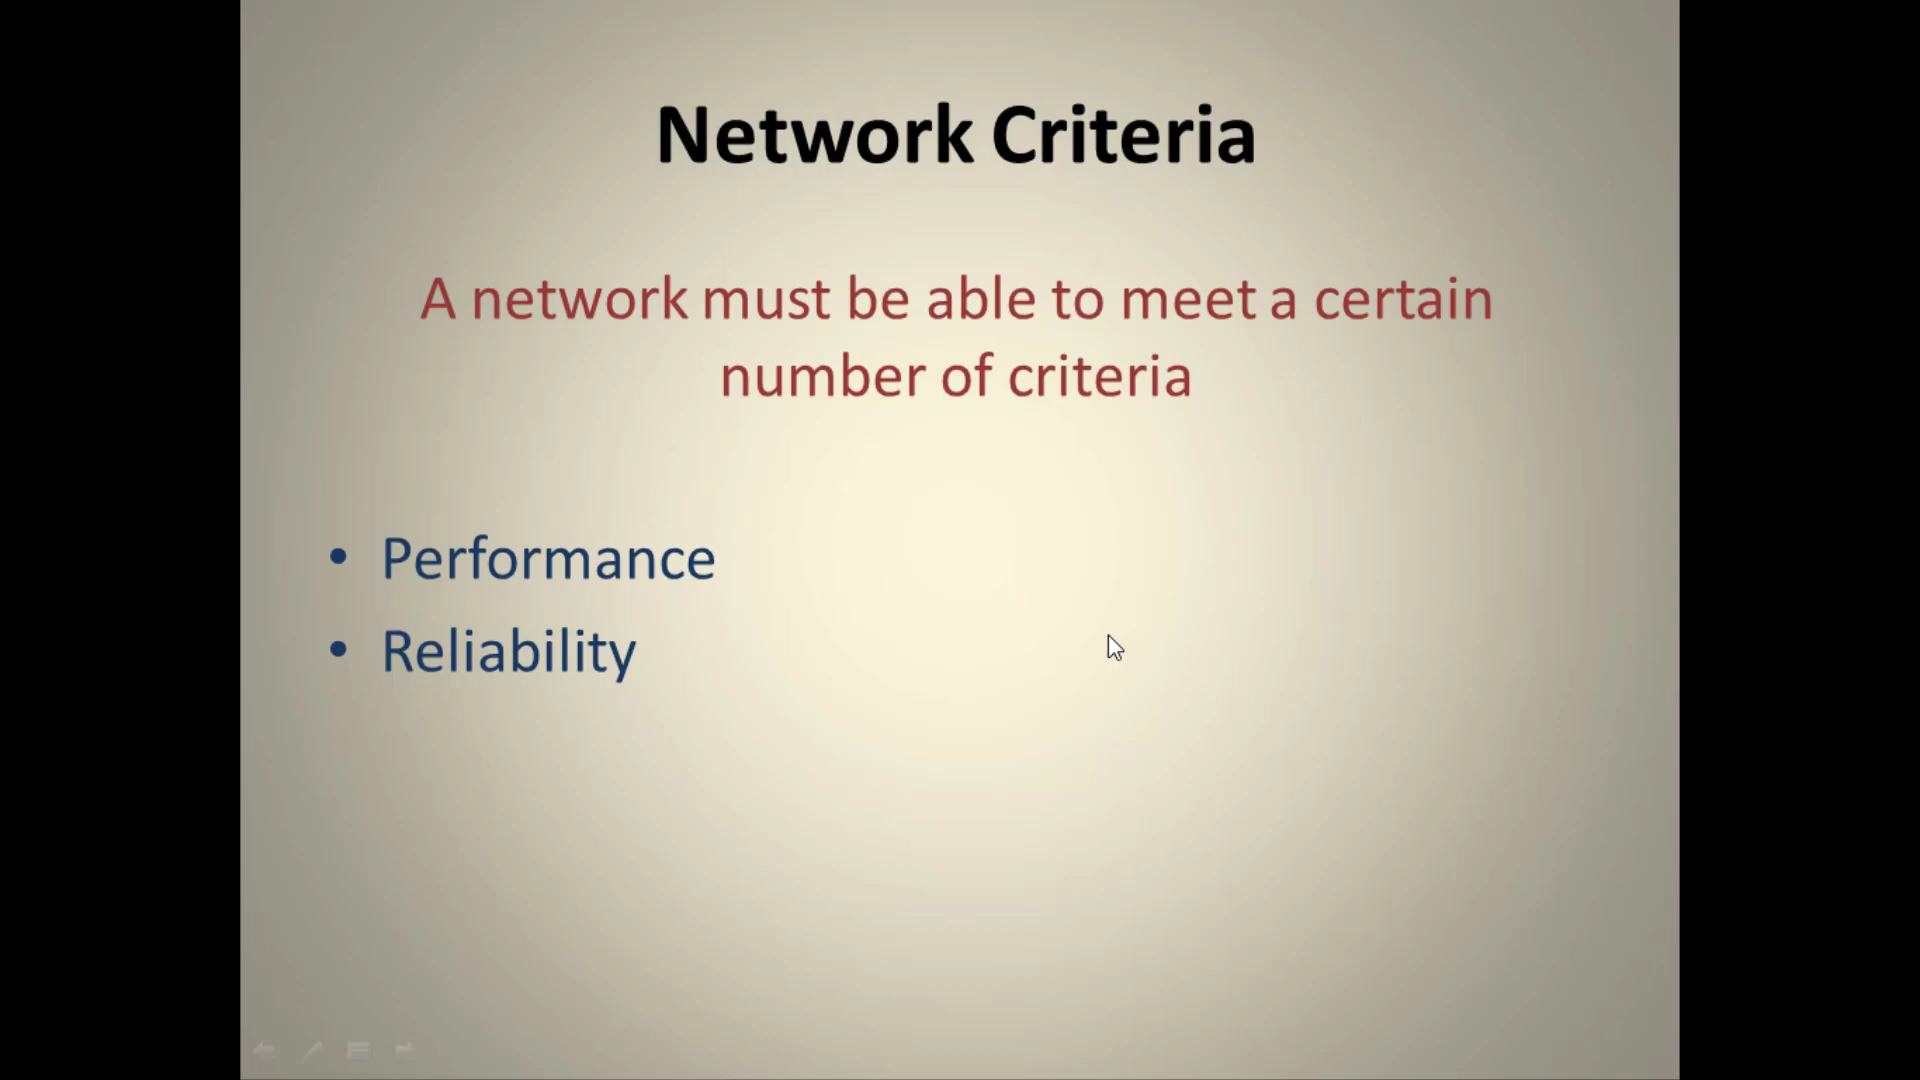 Network Criteria
A network must be able to meet a certain
number of criteria
• Performance
• Reliability